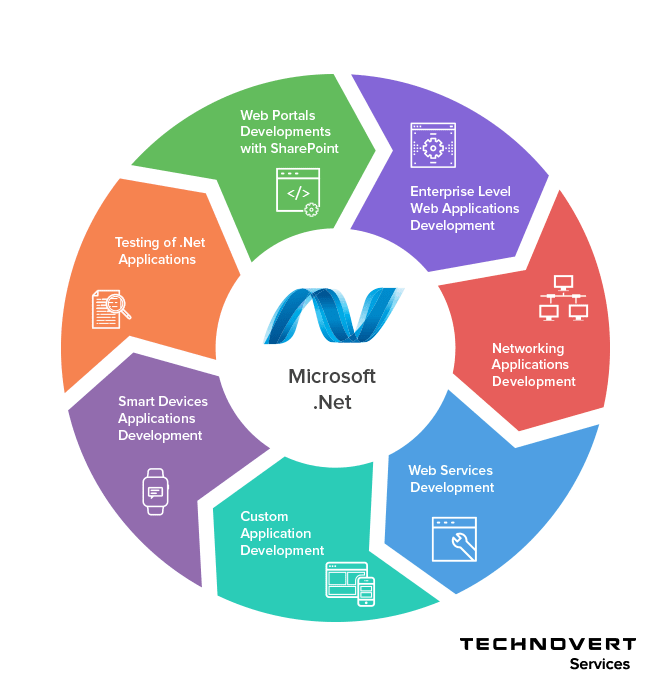 Web Portals
Developments
with SharePoint
Enterprise Level
Web Applications
Development
Networking
Applications
Development
Web Services
Development
Custom
Application
Development
Smart Devices
Applications
Development
Testing of .Net
Applications
</>
Microsoft
.Net
TECHNOVERT
Services